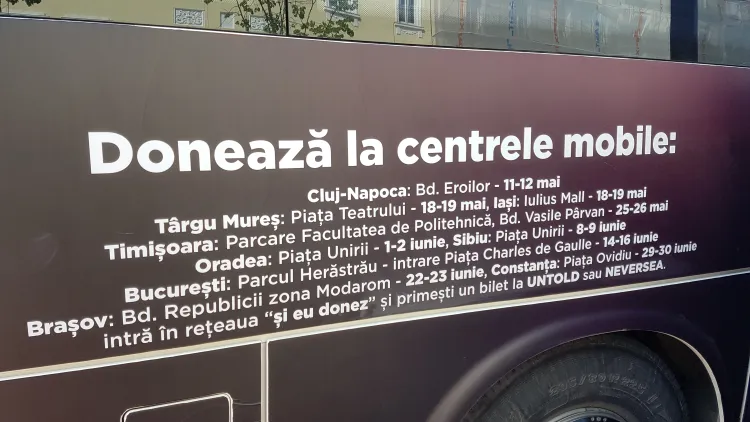 Donează la centrele mobile:
Cluj-Napoca: Bd. Eroilor - 11-12 mai
Târgu Mureș: Piața Teatrului - 18-19 mai, Iași: Iulius Mall - 18-19 mai
Timișoara: Parcare Facultatea de Politehnică, Bd. Vasile Pârvan - 25-26 mai
Oradea: Piața Unirii - 1-2 iunie, Sibiu: Piața Unirii - 8-9 iunie
București: Parcul Herăstrău - intrare Piața Charles de Gaulle - 14-16 iunie
Brașov: Bd. Republicii zona Modarom - 22-23 iunie, Constanța: Piața Ovidiu - 29-30 iunie
intră în rețeaua “și eu donez” și primești un bilet la UNTOLD sau NEVERSEA.